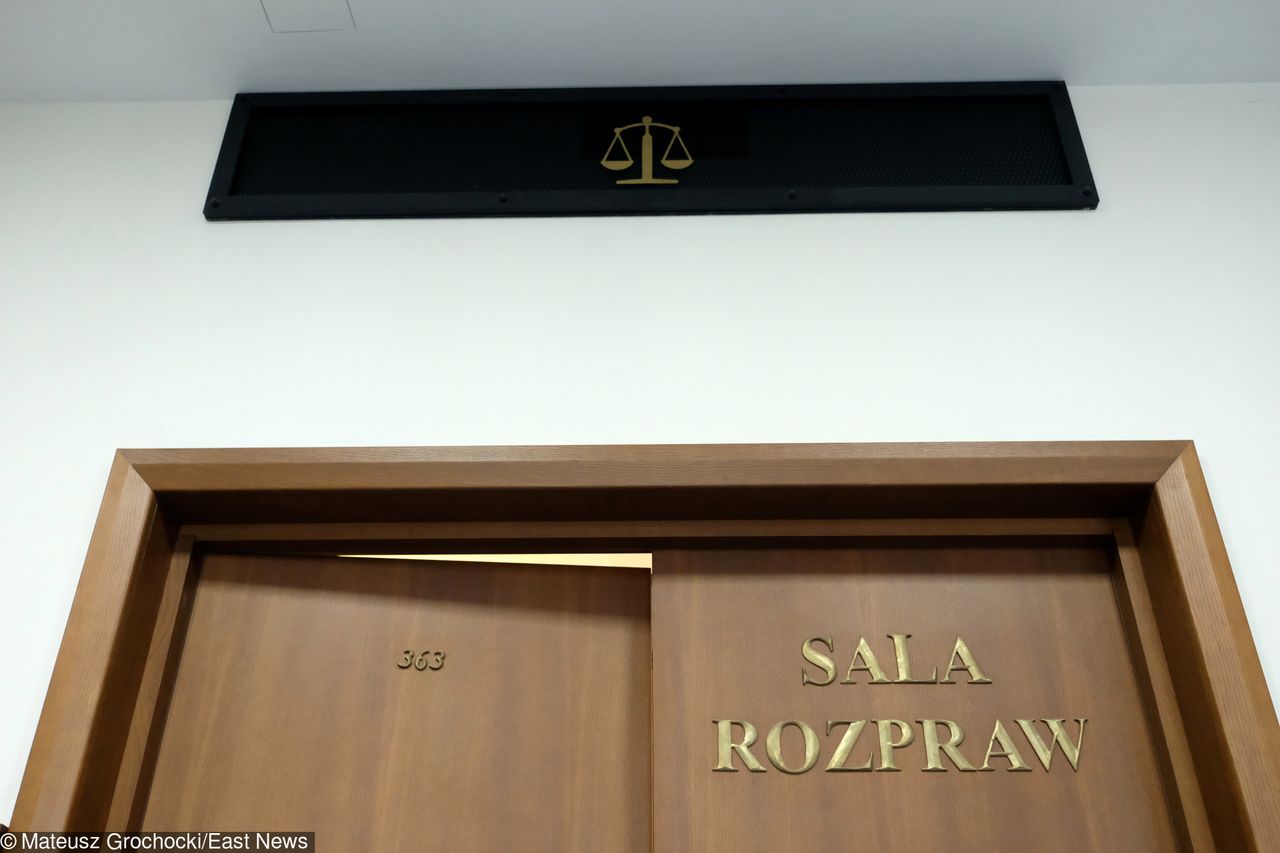 363
SALA
ROZPRAW
© Mateusz Grochocki/East News